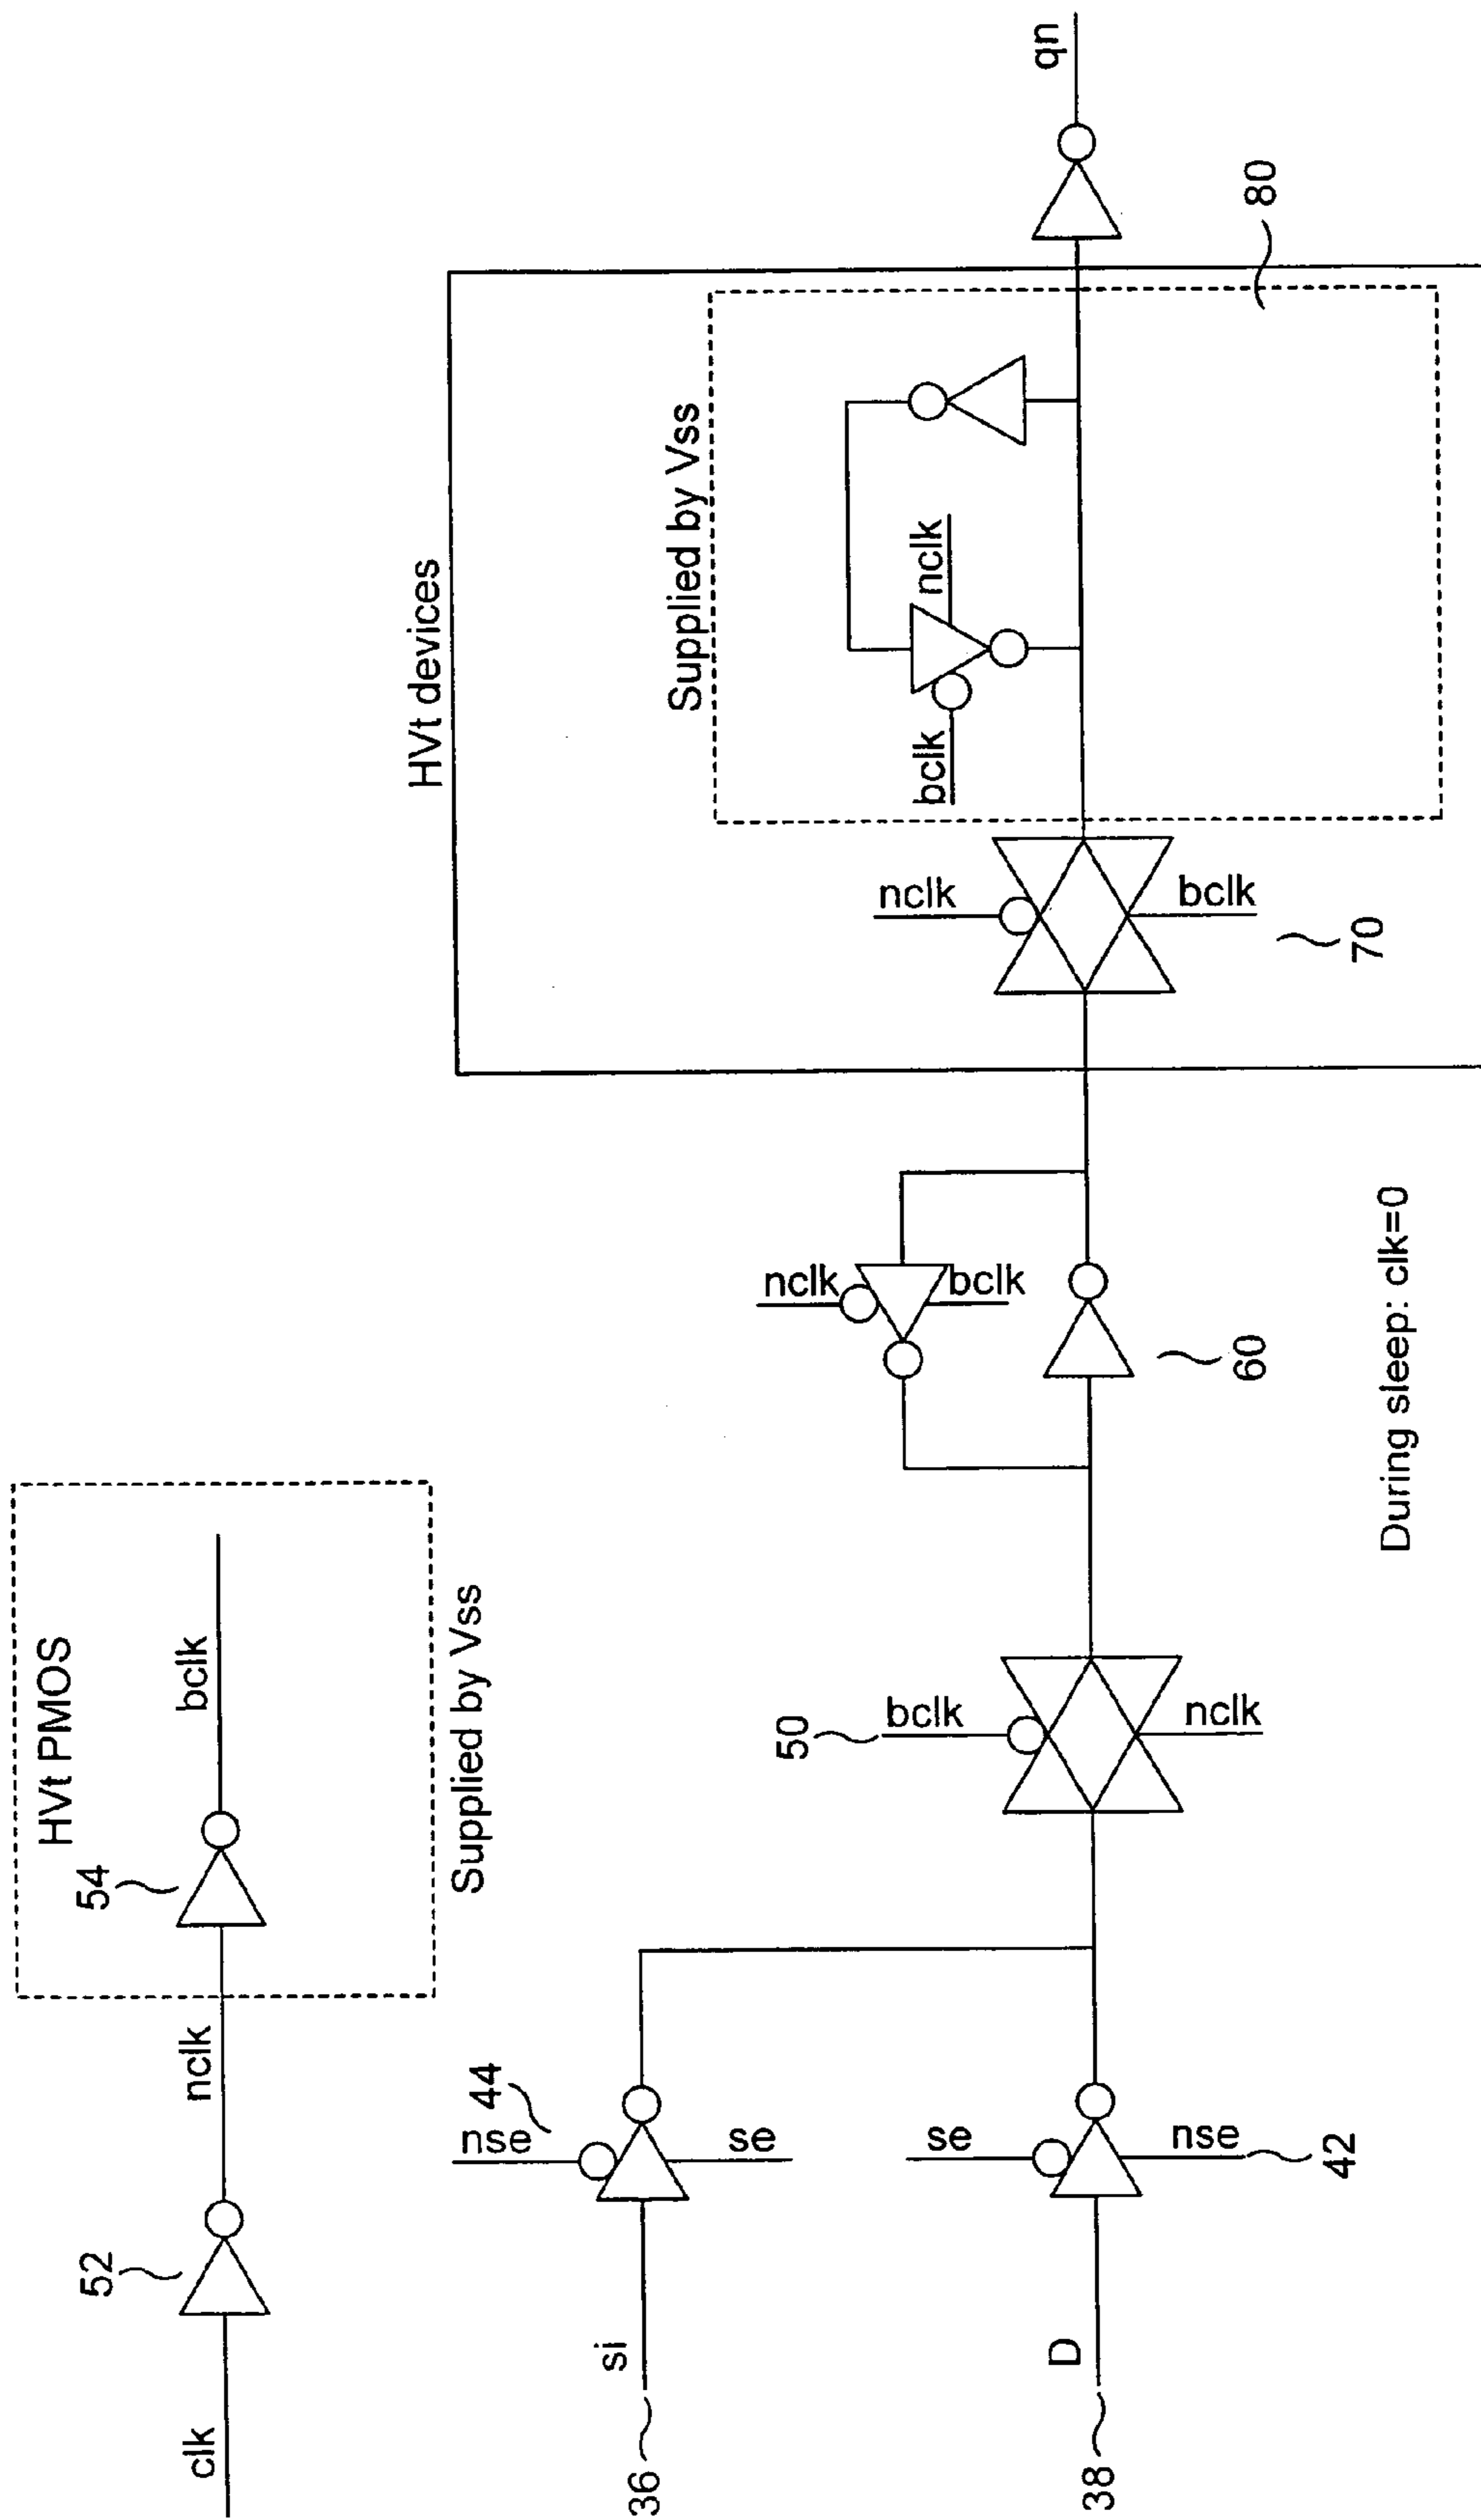 clk
52
nclk
54
HVt PMOS
bclk
Supplied by Vss
36
si
nse
44
se
38
D
se
nse
42
50
bclk
nclk
nclk
bclk
60
During sleep: clk=0
HVt devices
nclk
bclk
70
Supplied by Vss
bclk
nclk
80
qn